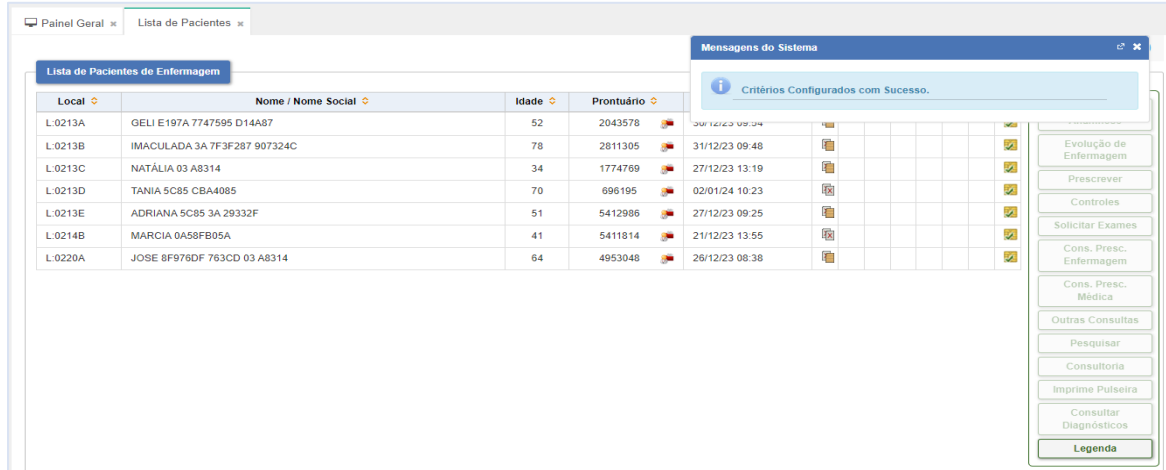 Painel Geral Lista de Pacientes
Mensagens do Sistema
Critérios Configurados com Sucesso.
Lista de Pacientes de Enfermagem
Local Nome / Nome Social Idade Prontuário
L:0213A GELI E197A 7747595 D14A87 52 2043578 30/12/23 09:54
L:0213B IMACULADA 3A 7F3F287 907324C 78 2811305 31/12/23 09:48
L:0213C NATÁLIA 03 A8314 34 1774769 27/12/23 13:19
L:0213D TANIA 5C85 CBA4085 70 696195 02/01/24 10:23
L:0213E ADRIANA 5C85 3A 29332F 51 5412986 27/12/23 09:25
L:0214B MARCIA 0A58FB05A 41 5411814 21/12/23 13:55
L:0220A JOSE 8F976DF 763CD 03 A8314 64 4953048 26/12/23 08:38
Evolução de
Enfermagem
Prescrever
Controles
Solicitar Exames
Cons. Presc.
Enfermagem
Cons. Presc.
Médica
Outras Consultas
Pesquisar
Consultoria
Imprime Pulseira
Consultar
Diagnósticos
Legenda